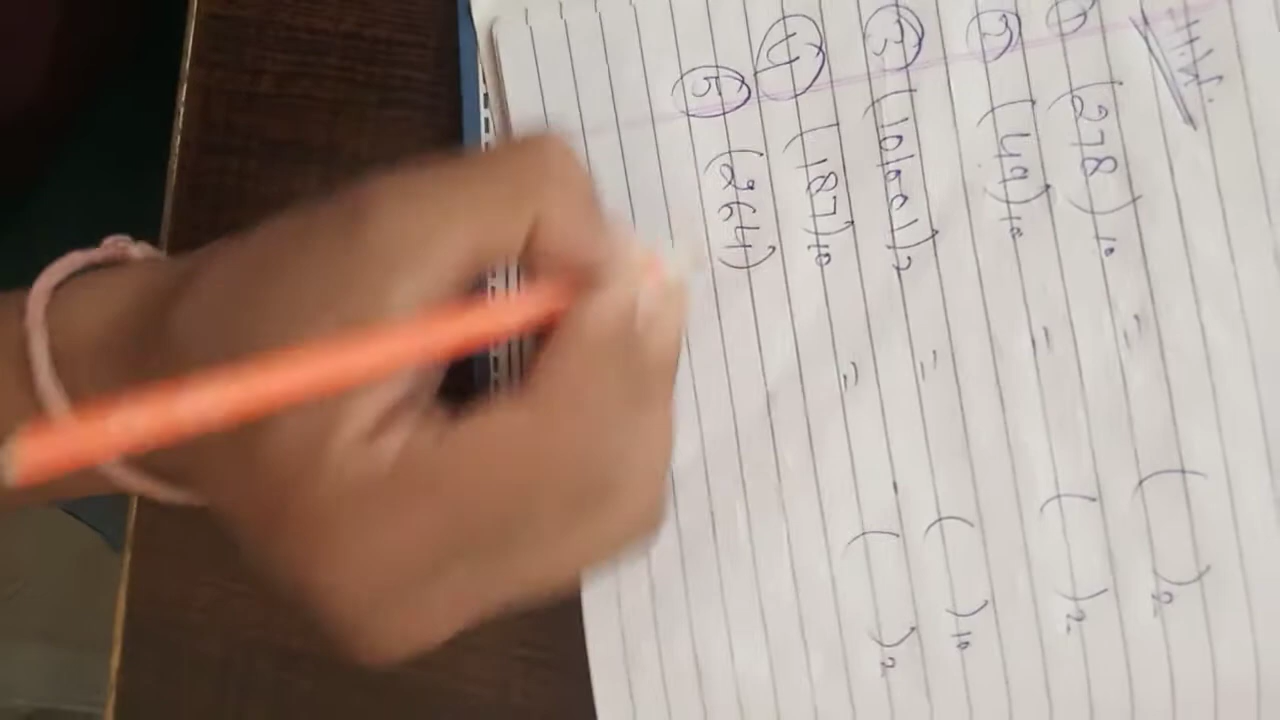 H.W.
① (278)₁₀ = ( )₂
② (49)₁₀ = ( )₂
③ (101001)₂ = ( )₁₀
④ (187)₁₀ = ( )₂
⑤ (264)